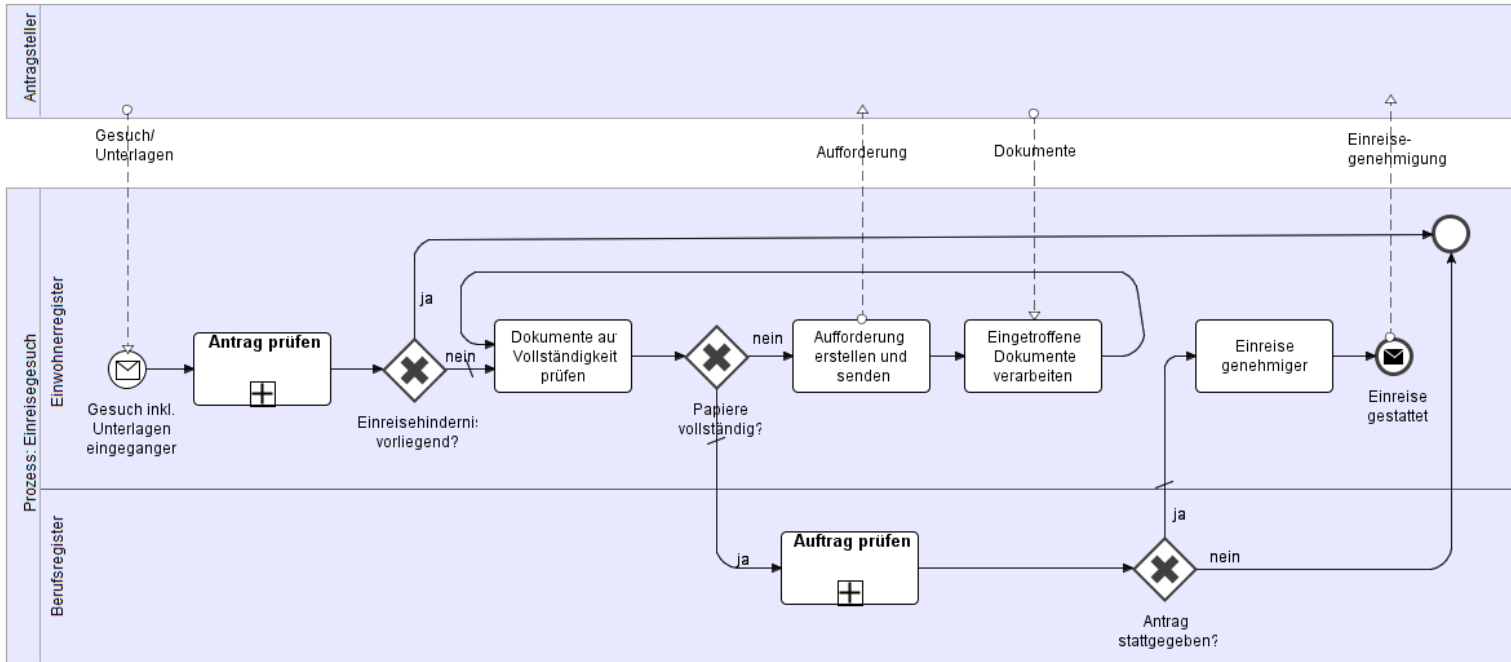 Antragsteller
Gesuch/
Unterlagen
Aufforderung
Dokumente
Einreise-
genehmigung
Prozess: Einreisegesuch
Einwohnerregister
Gesuch inkl.
Unterlagen
eingeganger
Antrag prüfen
ja
nein
Einreisehindernis
vorliegend?
Dokumente au
Vollständigkeit
prüfen
nein
Papiere
vollständig?
Aufforderung
erstellen und
senden
Eingetroffene
Dokumente
verarbeiten
Einreise
genehmiger
Einreise
gestattet
Berufsregister
ja
Auftrag prüfen
ja
nein
Antrag
stattgegeben?